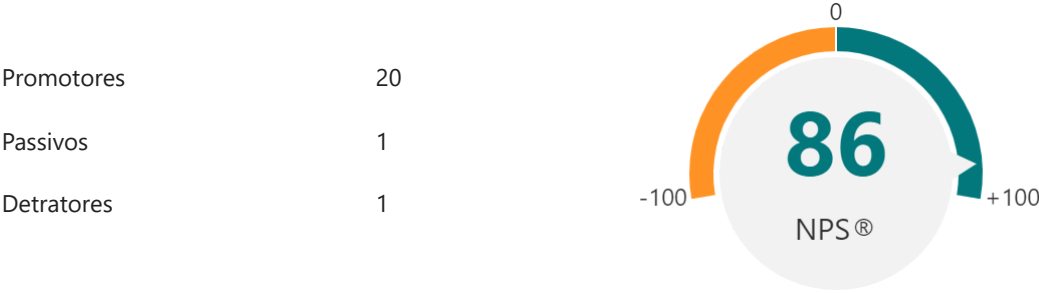 Promotores 20
Passivos 1
Detratores 1
0
86
-100
+100
NPS®